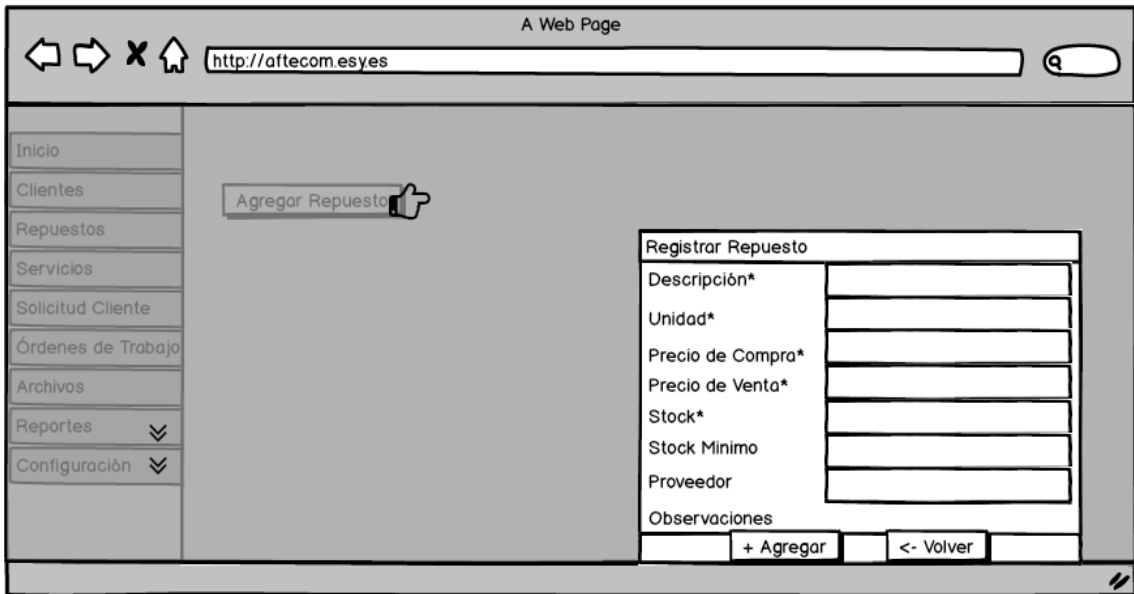 A Web Page
http://aftecom.esy.es
Inicio
Clientes
Repuestos
Servicios
Solicitud Cliente
Órdenes de Trabajo
Archivos
Reportes
Configuración
Agregar Repuesto
Registrar Repuesto
Descripción*
Unidad*
Precio de Compra*
Precio de Venta*
Stock*
Stock Minimo
Proveedor
Observaciones
+ Agregar
<- Volver